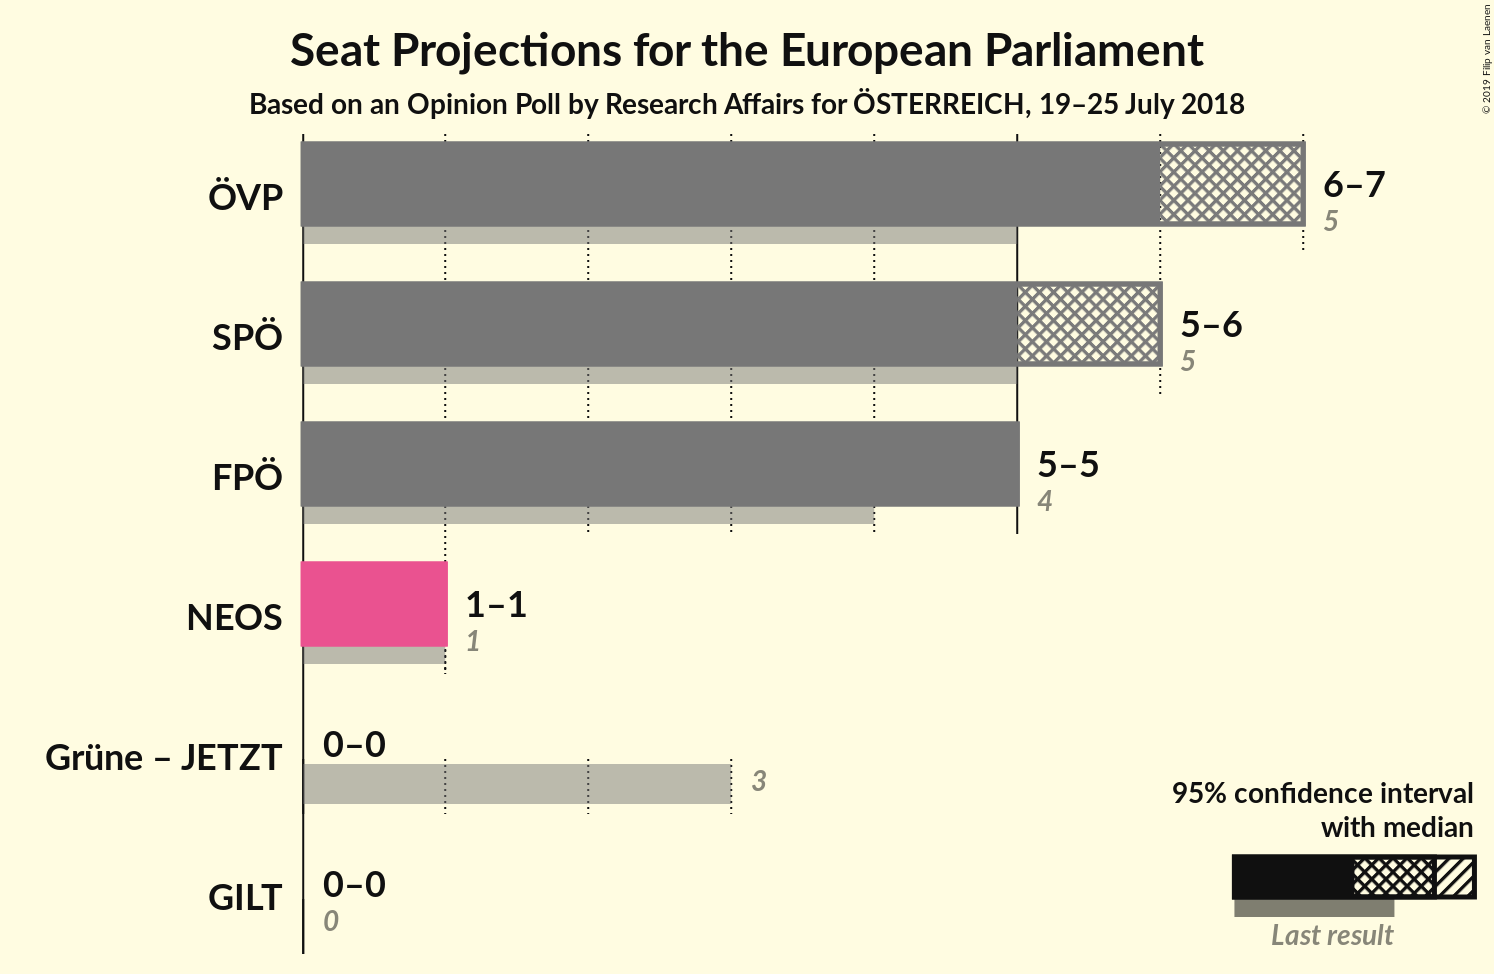 Seat Projections for the European Parliament
Based on an Opinion Poll by Research Affairs for ÖSTERREICH, 19–25 July 2018
© 2019 Filip van Laenen
ÖVP
6–7
5
SPÖ
5–6
5
FPÖ
5–5
4
NEOS
1–1
1
Grüne – JETZT
0–0
3
GILT
0–0
0
95% confidence interval
with median
Last result